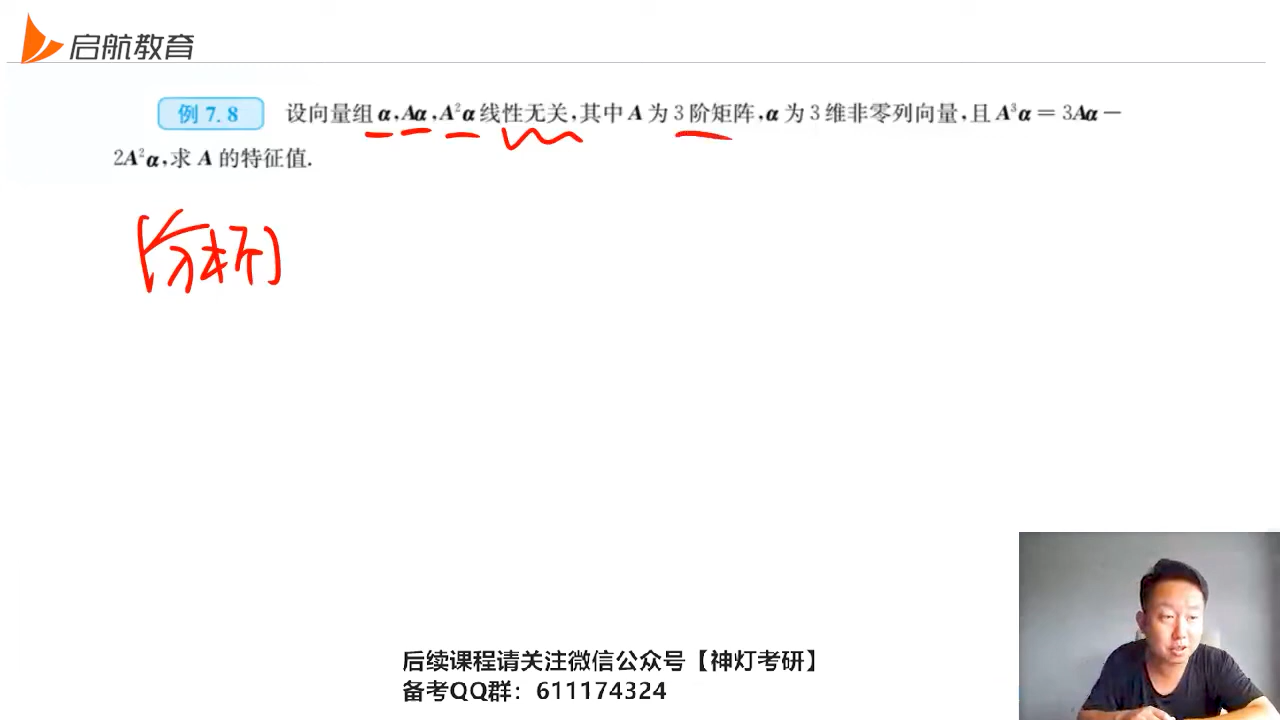 启航教育
例 7.8 设向量组 α,Aα,A²α 线性无关,其中 A 为 3 阶矩阵,α 为 3 维非零列向量,且 A³α = 3Aα −
2A²α,求 A 的特征值.
[分析]
后续课程请关注微信公众号【神灯考研】
备考QQ群：611174324